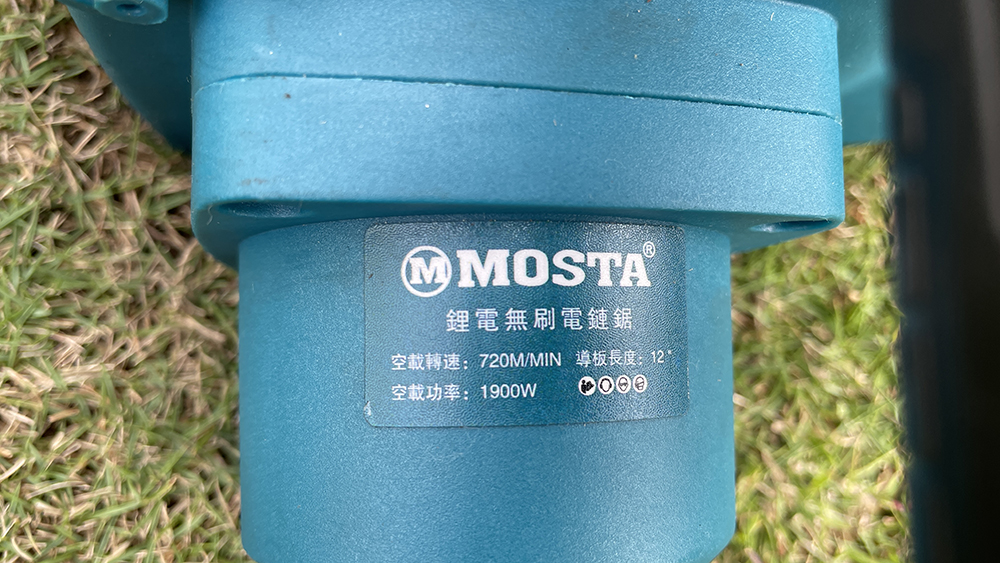 M MOSTA®
鋰電無刷電鏈鋸
空載轉速：720M/MIN 導板長度：12"
空載功率：1900W